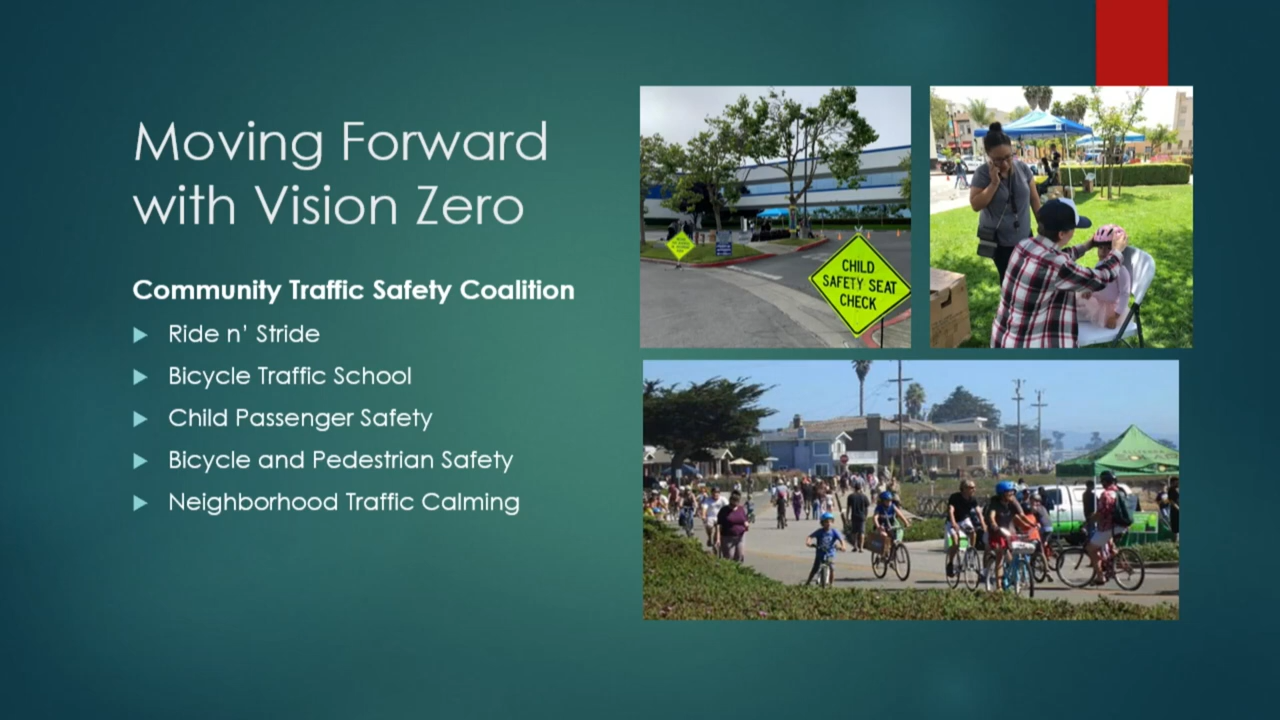 Moving Forward
with Vision Zero
Community Traffic Safety Coalition
Ride n' Stride
Bicycle Traffic School
Child Passenger Safety
Bicycle and Pedestrian Safety
Neighborhood Traffic Calming
CHILD
SAFETY SEAT
CHECK